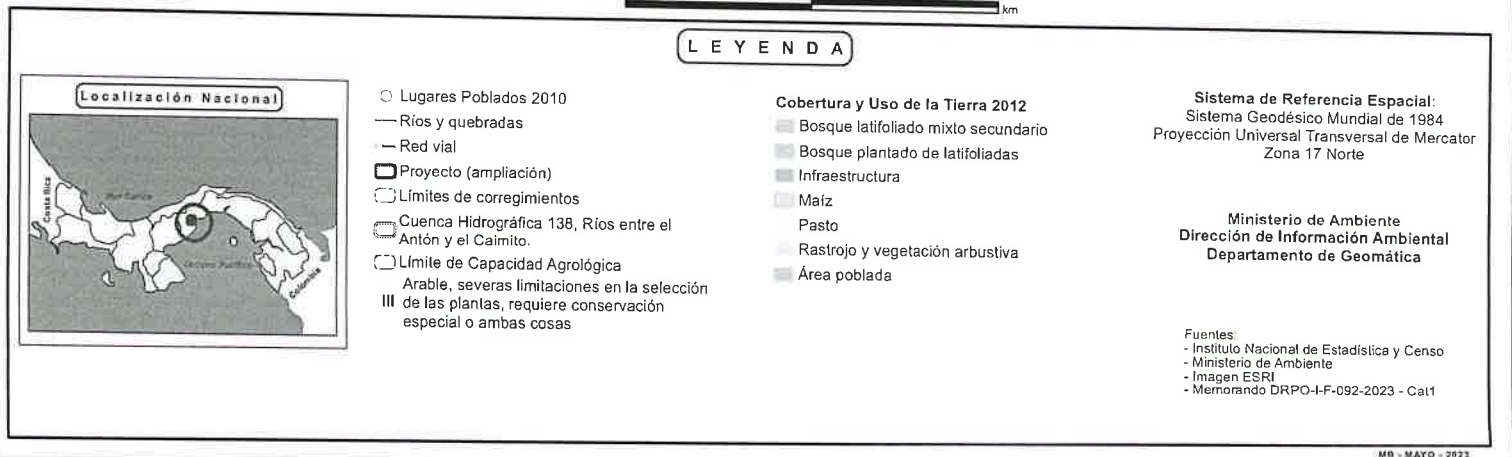 km
LEYENDA
Localización Nacional
Costa Rica
Mar Caribe
Océano Pacífico
Colombia
Lugares Poblados 2010
Ríos y quebradas
Red vial
Proyecto (ampliación)
Límites de corregimientos
Cuenca Hidrográfica 138, Ríos entre el
Antón y el Caimito.
Límite de Capacidad Agrológica
Arable, severas limitaciones en la selección
III de las plantas, requiere conservación
especial o ambas cosas
Cobertura y Uso de la Tierra 2012
Bosque latifoliado mixto secundario
Bosque plantado de latifoliadas
Infraestructura
Maíz
Pasto
Rastrojo y vegetación arbustiva
Área poblada
Sistema de Referencia Espacial:
Sistema Geodésico Mundial de 1984
Proyección Universal Transversal de Mercator
Zona 17 Norte
Ministerio de Ambiente
Dirección de Información Ambiental
Departamento de Geomática
Fuentes:
- Instituto Nacional de Estadística y Censo
- Ministerio de Ambiente
- Imagen ESRI
- Memorando DRPO-I-F-092-2023 - Cat1
MB - MAYO - 2023